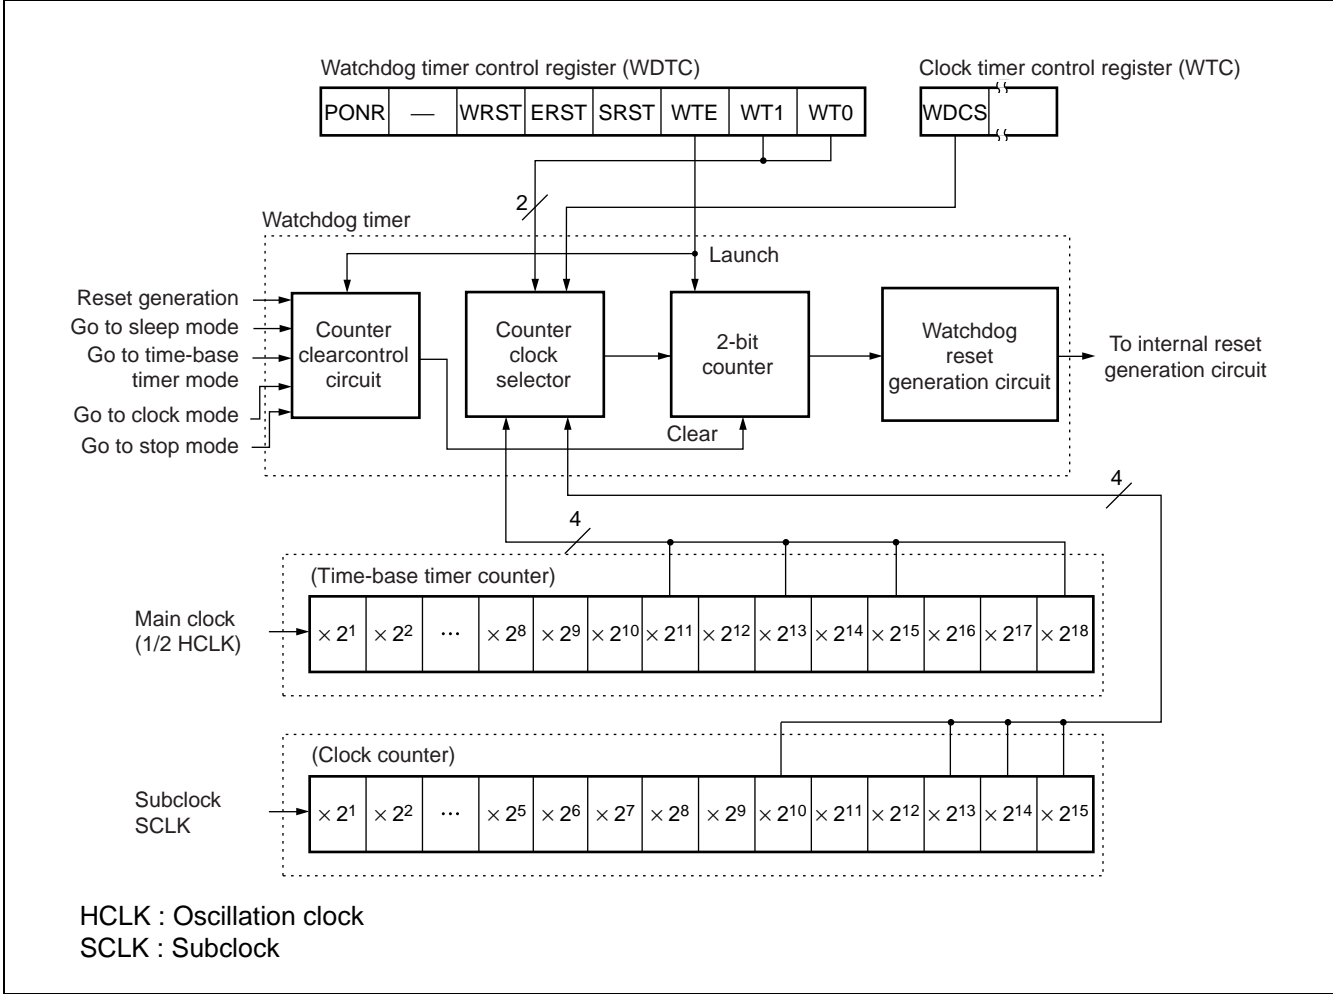 Watchdog timer control register (WDTC)
Clock timer control register (WTC)
PONR — WRST ERST SRST WTE WT1 WT0
WDCS
2
Watchdog timer
Launch
Reset generation
Go to sleep mode
Go to time-base
timer mode
Go to clock mode
Go to stop mode
Counter
clearcontrol
circuit
Counter
clock
selector
2-bit
counter
Watchdog
reset
generation circuit
To internal reset
generation circuit
Clear
4
4
(Time-base timer counter)
Main clock
(1/2 HCLK)
× 2¹ × 2² ··· × 2⁸ × 2⁹ × 2¹⁰ × 2¹¹ × 2¹² × 2¹³ × 2¹⁴ × 2¹⁵ × 2¹⁶ × 2¹⁷ × 2¹⁸
(Clock counter)
Subclock
SCLK
× 2¹ × 2² ··· × 2⁵ × 2⁶ × 2⁷ × 2⁸ × 2⁹ × 2¹⁰ × 2¹¹ × 2¹² × 2¹³ × 2¹⁴ × 2¹⁵
HCLK : Oscillation clock
SCLK : Subclock